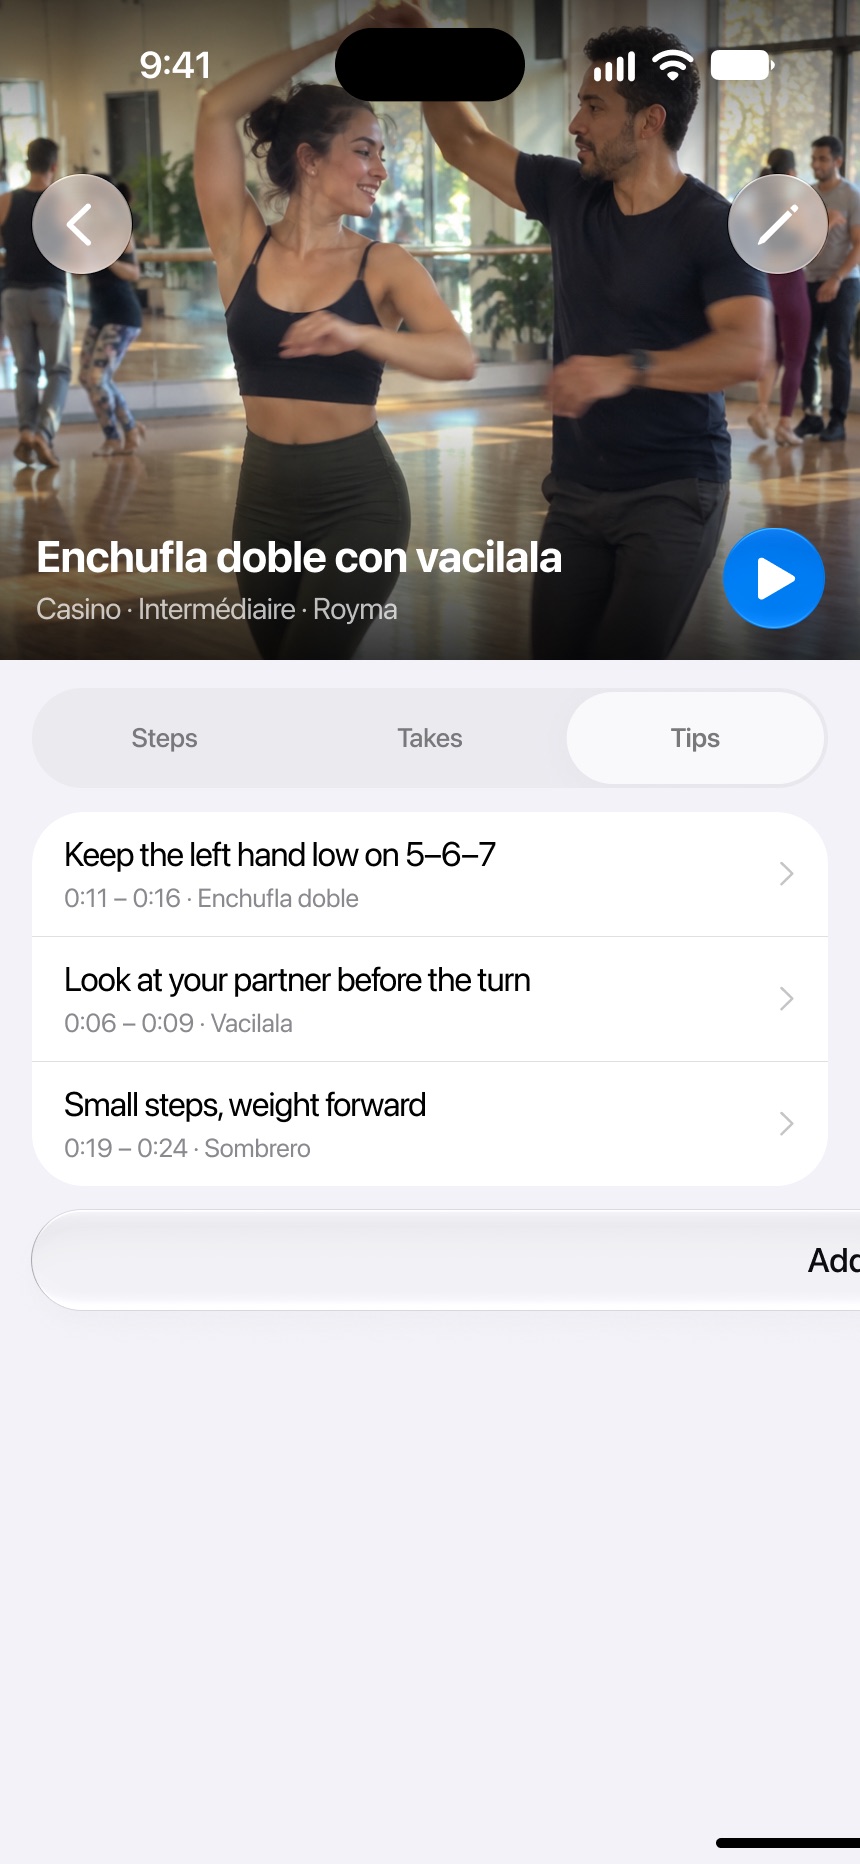 9:41
Enchufla doble con vacilala
Casino · Intermédiaire · Royma
Steps
Takes
Tips
Keep the left hand low on 5–6–7
0:11 – 0:16 · Enchufla doble
Look at your partner before the turn
0:06 – 0:09 · Vacilala
Small steps, weight forward
0:19 – 0:24 · Sombrero
Add